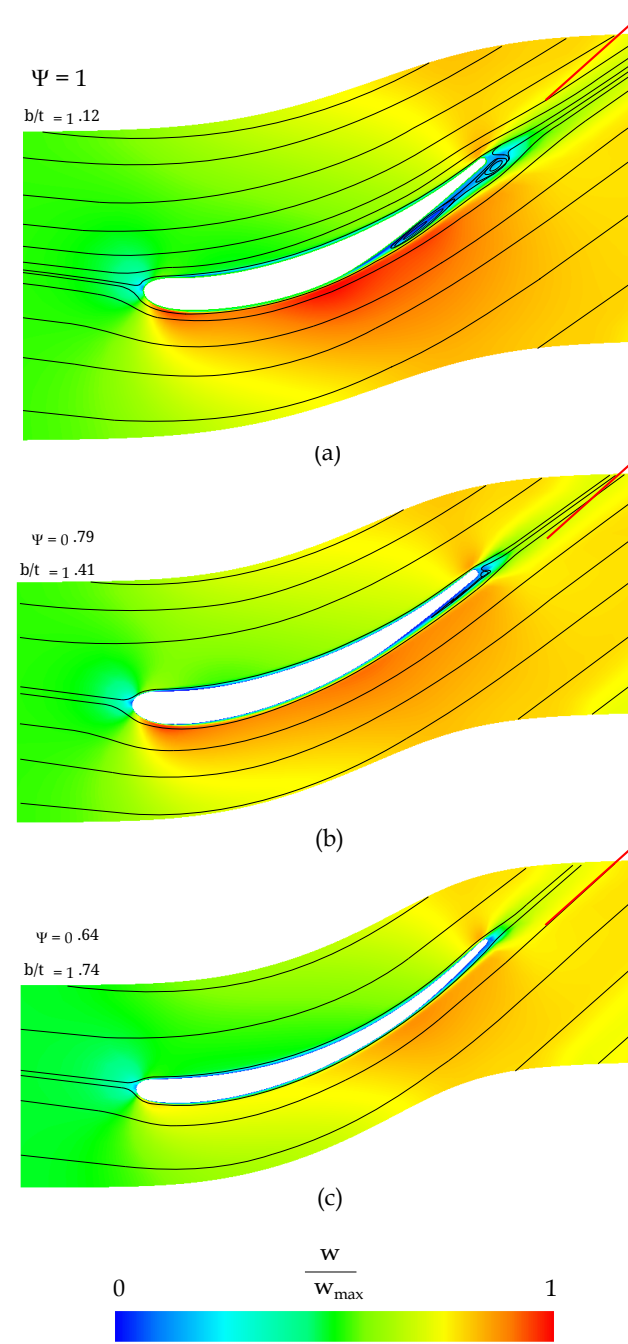 Ψ = 1
b/t = 1 .12
(a)
Ψ = 0 .79
b/t = 1 .41
(b)
Ψ = 0 .64
b/t = 1 .74
(c)
w
0 1
w_max